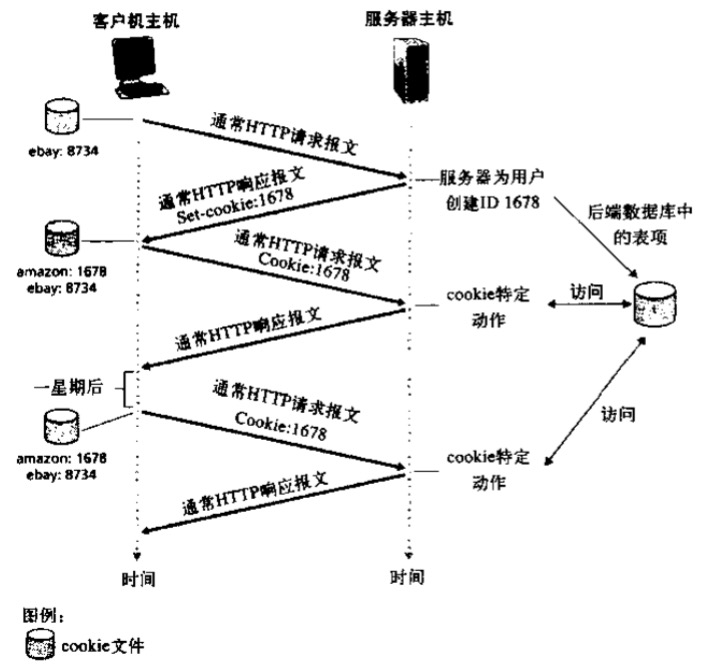 客户机主机
服务器主机
ebay: 8734
通常HTTP请求报文
服务器为用户
创建ID 1678
通常HTTP响应报文
Set-cookie:1678
后端数据库中
的表项
amazon: 1678
ebay: 8734
通常HTTP请求报文
Cookie:1678
cookie特定
动作
访问
通常HTTP响应报文
一星期后
通常HTTP请求报文
Cookie:1678
访问
amazon: 1678
ebay: 8734
cookie特定
动作
通常HTTP响应报文
时间
时间
图例:
cookie文件